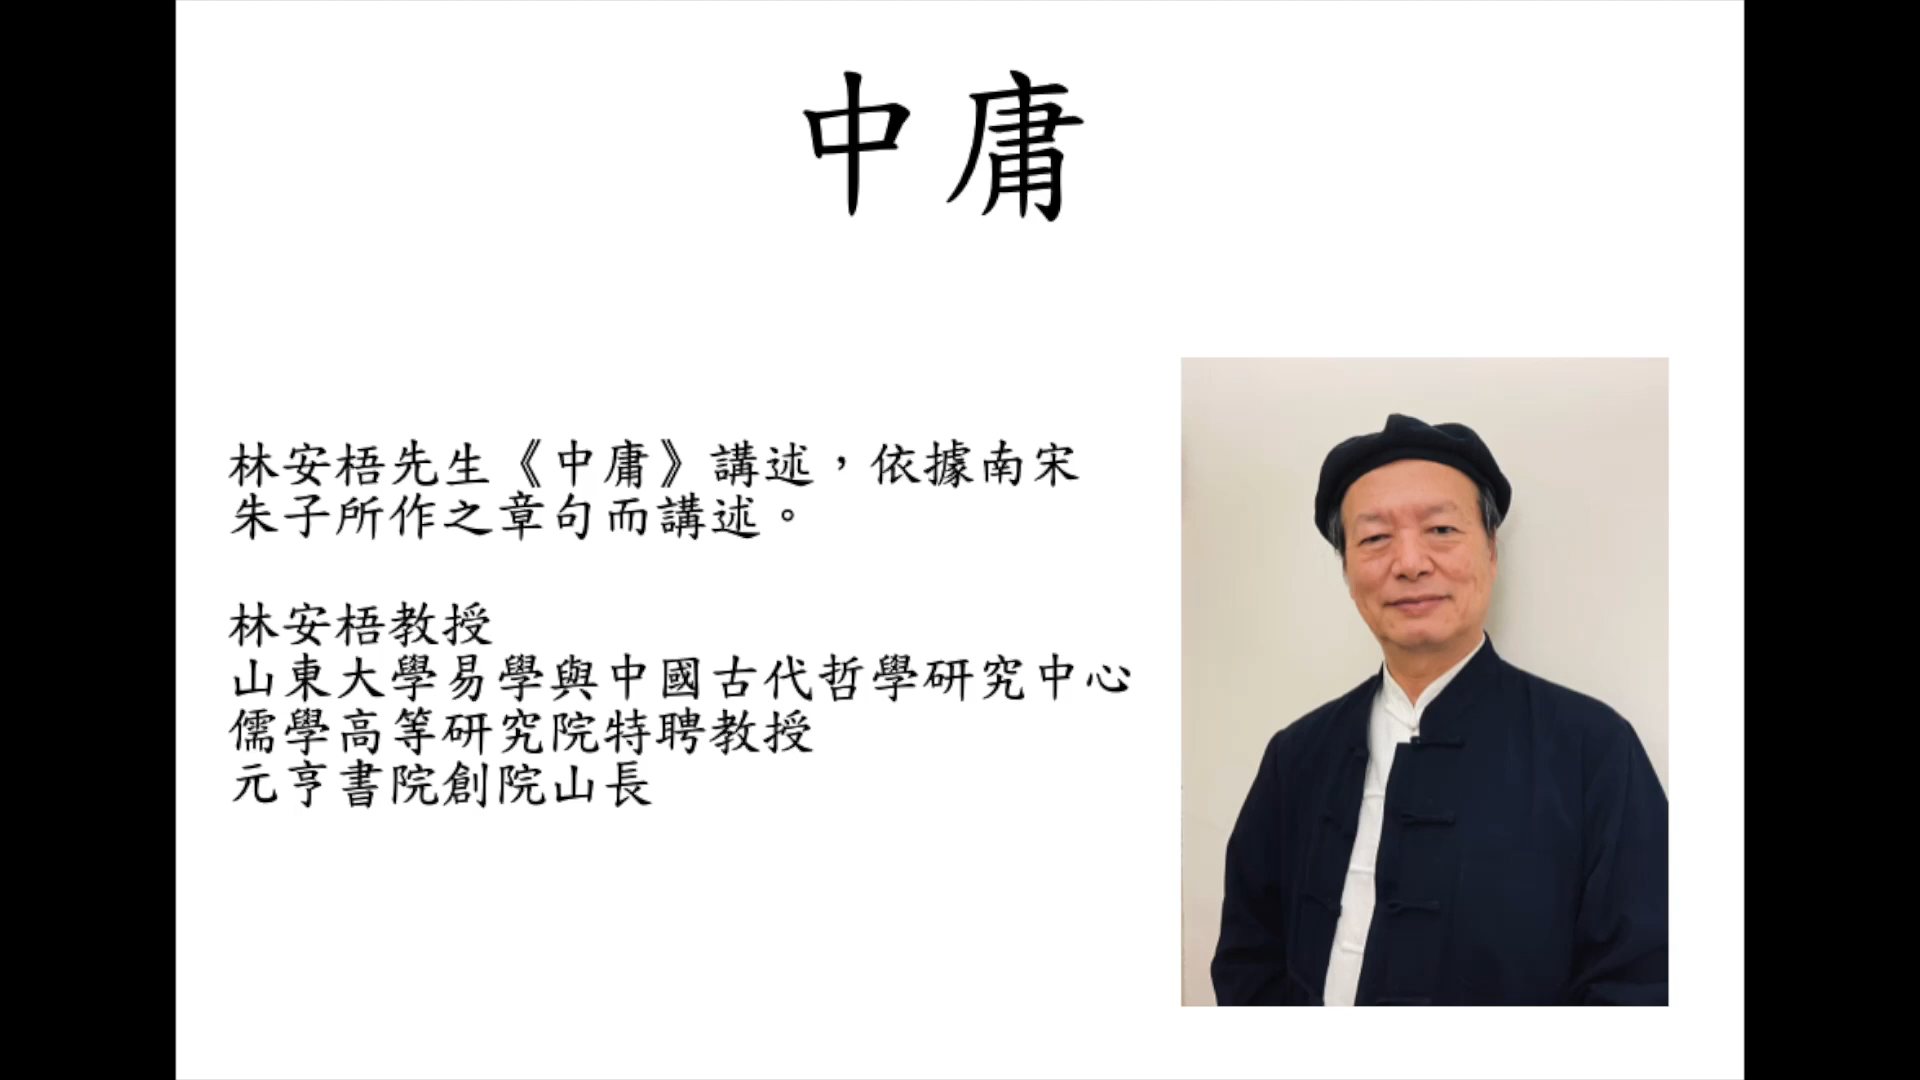 中庸
林安梧先生《中庸》講述，依據南宋
朱子所作之章句而講述。
林安梧教授
山東大學易學與中國古代哲學研究中心
儒學高等研究院特聘教授
元亨書院創院山長